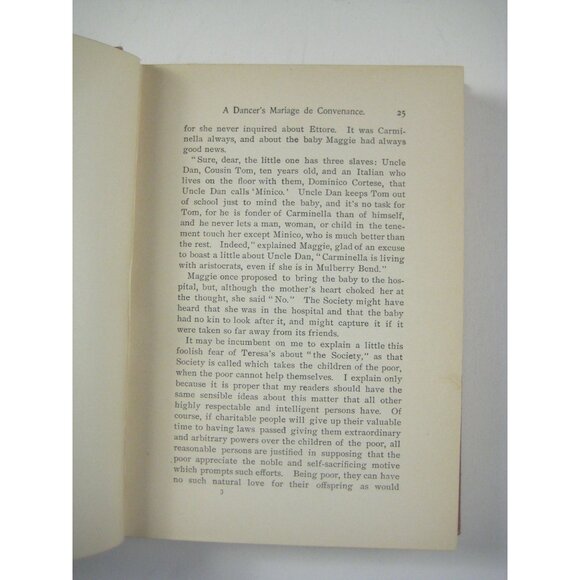 A Dancer's Mariage de Convenance. 25
for she never inquired about Ettore. It was Carmi-
nella always, and about the baby Maggie had always
good news.
"Sure, dear, the little one has three slaves: Uncle
Dan, Cousin Tom, ten years old, and an Italian who
lives on the floor with them, Dominico Cortese, that
Uncle Dan calls 'Minico.' Uncle Dan keeps Tom out
of school just to mind the baby, and it's no task for
Tom, for he is fonder of Carminella than of himself,
and he never lets a man, woman, or child in the tene-
ment touch her except Minico, who is much better than
the rest. Indeed," explained Maggie, glad of an excuse
to boast a little about Uncle Dan, "Carminella is living
with aristocrats, even if she is in Mulberry Bend."
Maggie once proposed to bring the baby to the hos-
pital, but, although the mother's heart choked her at
the thought, she said "No." The Society might have
heard that she was in the hospital and that the baby
had no kin to look after it, and might capture it if it
were taken so far away from its friends.
It may be incumbent on me to explain a little this
foolish fear of Teresa's about "the Society," as that
Society is called which takes the children of the poor,
when the poor cannot help themselves. I explain only
because it is proper that my readers should have the
same sensible ideas about this matter that all other
highly respectable and intelligent persons have. Of
course, if charitable people will give up their valuable
time to having laws passed giving them extraordinary
and arbitrary powers over the children of the poor, all
reasonable persons are justified in supposing that the
poor appreciate the noble and self-sacrificing motive
which prompts such efforts. Being poor, they can have
no such natural love for their offspring as would
3